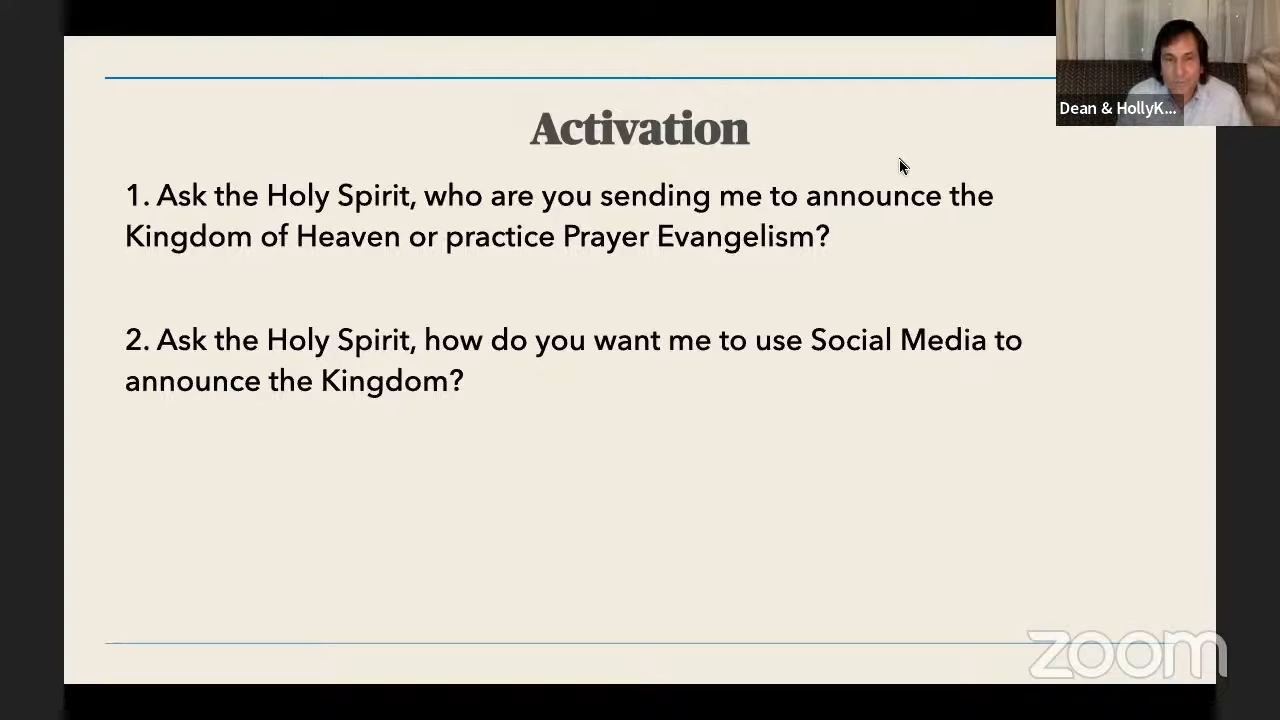 Dean & HollyK...
Activation
1. Ask the Holy Spirit, who are you sending me to announce the
Kingdom of Heaven or practice Prayer Evangelism?
2. Ask the Holy Spirit, how do you want me to use Social Media to
announce the Kingdom?
zoom